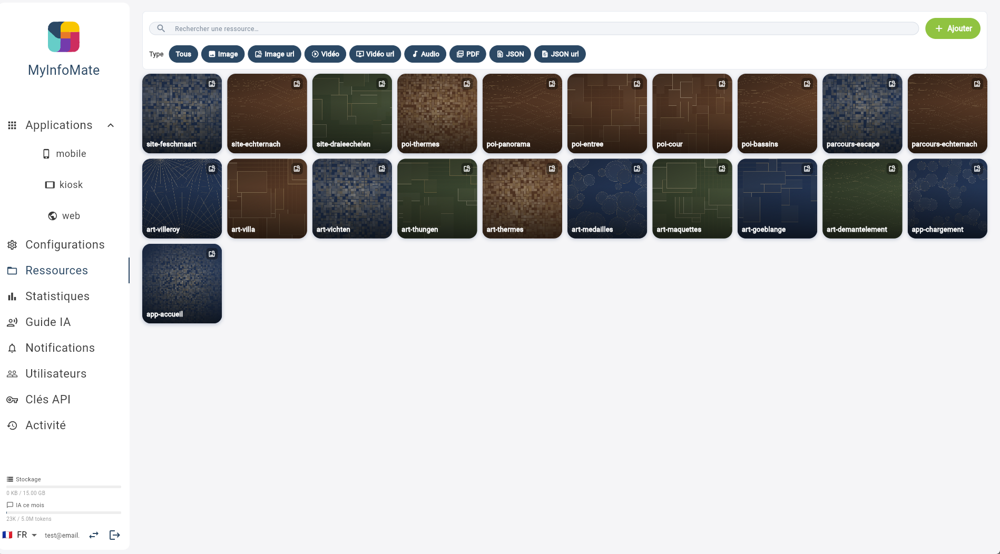 MyInfoMate
Applications
mobile
kiosk
web
Configurations
Ressources
Statistiques
Guide IA
Notifications
Utilisateurs
Clés API
Activité
Stockage
0 KB / 15.00 GB
IA ce mois
23K / 5.0M tokens
FR test@email.
Rechercher une ressource...
Ajouter
Type Tous Image Image url Vidéo Vidéo url Audio PDF JSON JSON url
site-feschmaart site-echternach site-draieechelen poi-thermes poi-panorama poi-entree poi-cour poi-bassins parcours-escape parcours-echternach
art-villeroy art-villa art-vichten art-thungen art-thermes art-medailles art-maquettes art-goeblange art-demantelement app-chargement
app-accueil